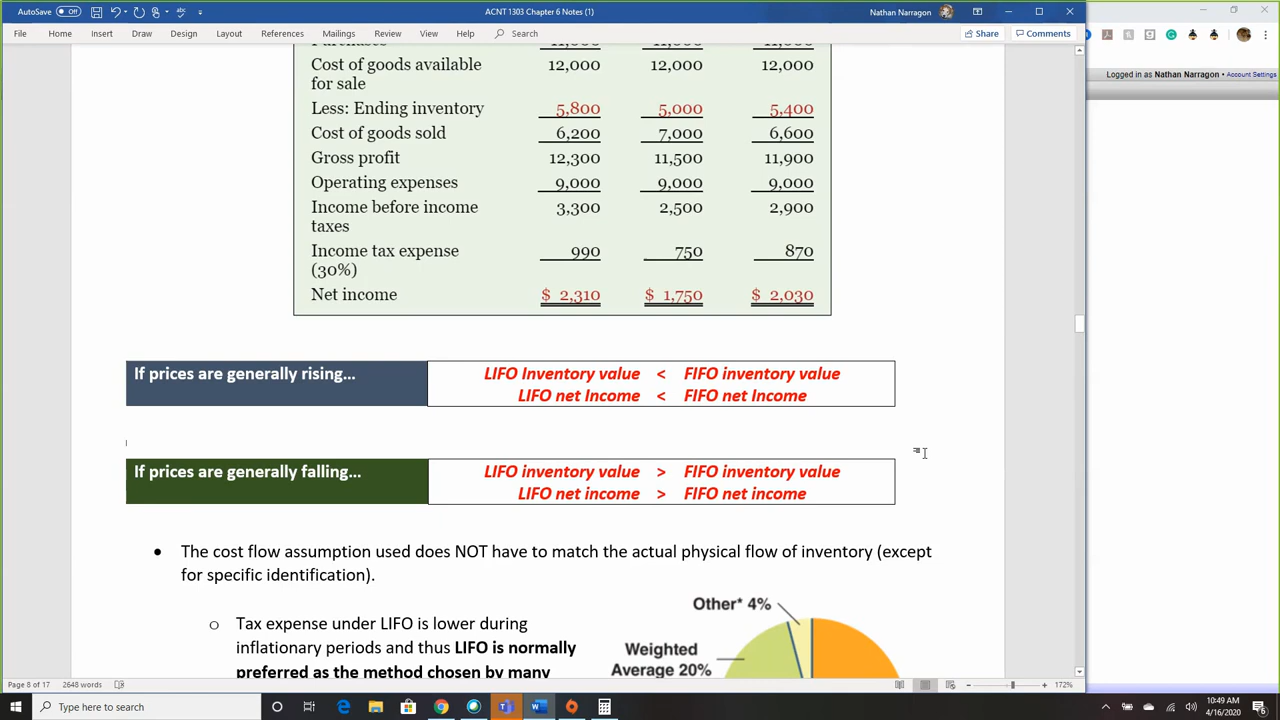 AutoSave Off ACNT 1303 Chapter 6 Notes (1) Nathan Narragon
File Home Insert Draw Design Layout References Mailings Review View Help Search Share Comments
Logged in as Nathan Narragon • Account Settings
Purchases 11,000 11,000 11,000
Cost of goods available 12,000 12,000 12,000
for sale
Less: Ending inventory 5,800 5,000 5,400
Cost of goods sold 6,200 7,000 6,600
Gross profit 12,300 11,500 11,900
Operating expenses 9,000 9,000 9,000
Income before income 3,300 2,500 2,900
taxes
Income tax expense 990 750 870
(30%)
Net income $ 2,310 $ 1,750 $ 2,030
If prices are generally rising... LIFO Inventory value < FIFO inventory value
LIFO net Income < FIFO net Income
If prices are generally falling... LIFO inventory value > FIFO inventory value
LIFO net income > FIFO net income
• The cost flow assumption used does NOT have to match the actual physical flow of inventory (except
for specific identification).
Other* 4%
o Tax expense under LIFO is lower during
inflationary periods and thus LIFO is normally
preferred as the method chosen by many
Weighted
Average 20%
Page 8 of 17 2648 words 172%
Type here to search
10:49 AM
4/16/2020